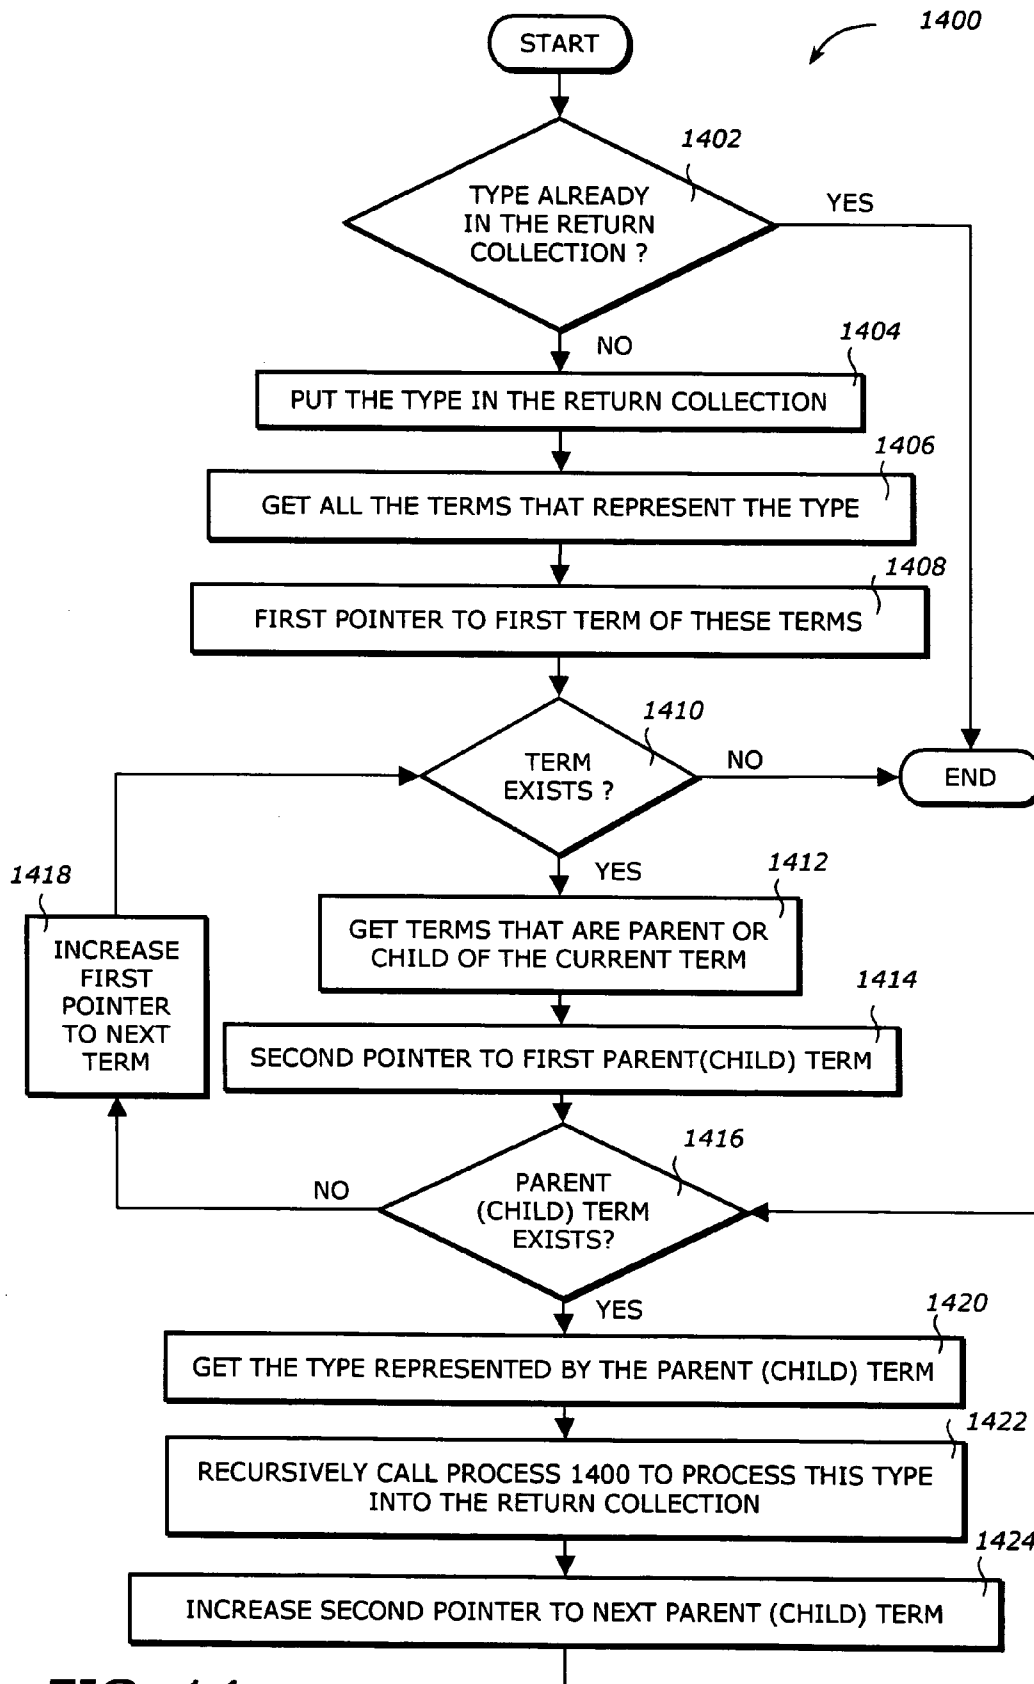 1400
START
1402
TYPE ALREADY
IN THE RETURN
COLLECTION ?
YES
NO
1404
PUT THE TYPE IN THE RETURN COLLECTION
1406
GET ALL THE TERMS THAT REPRESENT THE TYPE
1408
FIRST POINTER TO FIRST TERM OF THESE TERMS
1410
TERM
EXISTS ?
NO
END
YES
1412
GET TERMS THAT ARE PARENT OR
CHILD OF THE CURRENT TERM
1418
INCREASE
FIRST
POINTER
TO NEXT
TERM
1414
SECOND POINTER TO FIRST PARENT(CHILD) TERM
1416
PARENT
(CHILD) TERM
EXISTS?
NO
YES
1420
GET THE TYPE REPRESENTED BY THE PARENT (CHILD) TERM
1422
RECURSIVELY CALL PROCESS 1400 TO PROCESS THIS TYPE
INTO THE RETURN COLLECTION
1424
INCREASE SECOND POINTER TO NEXT PARENT (CHILD) TERM